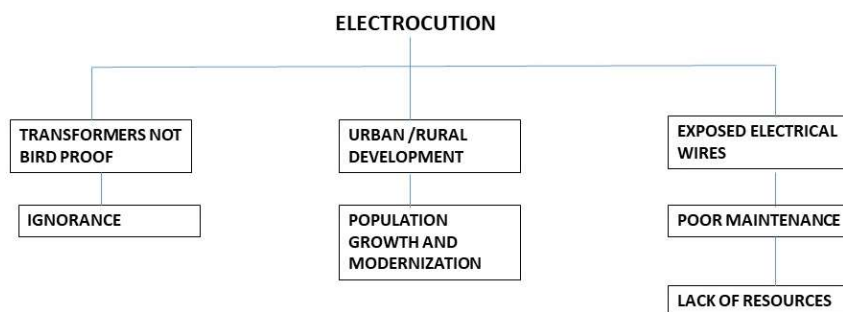 ELECTROCUTION
TRANSFORMERS NOT
BIRD PROOF
IGNORANCE
URBAN /RURAL
DEVELOPMENT
POPULATION
GROWTH AND
MODERNIZATION
EXPOSED ELECTRICAL
WIRES
POOR MAINTENANCE
LACK OF RESOURCES